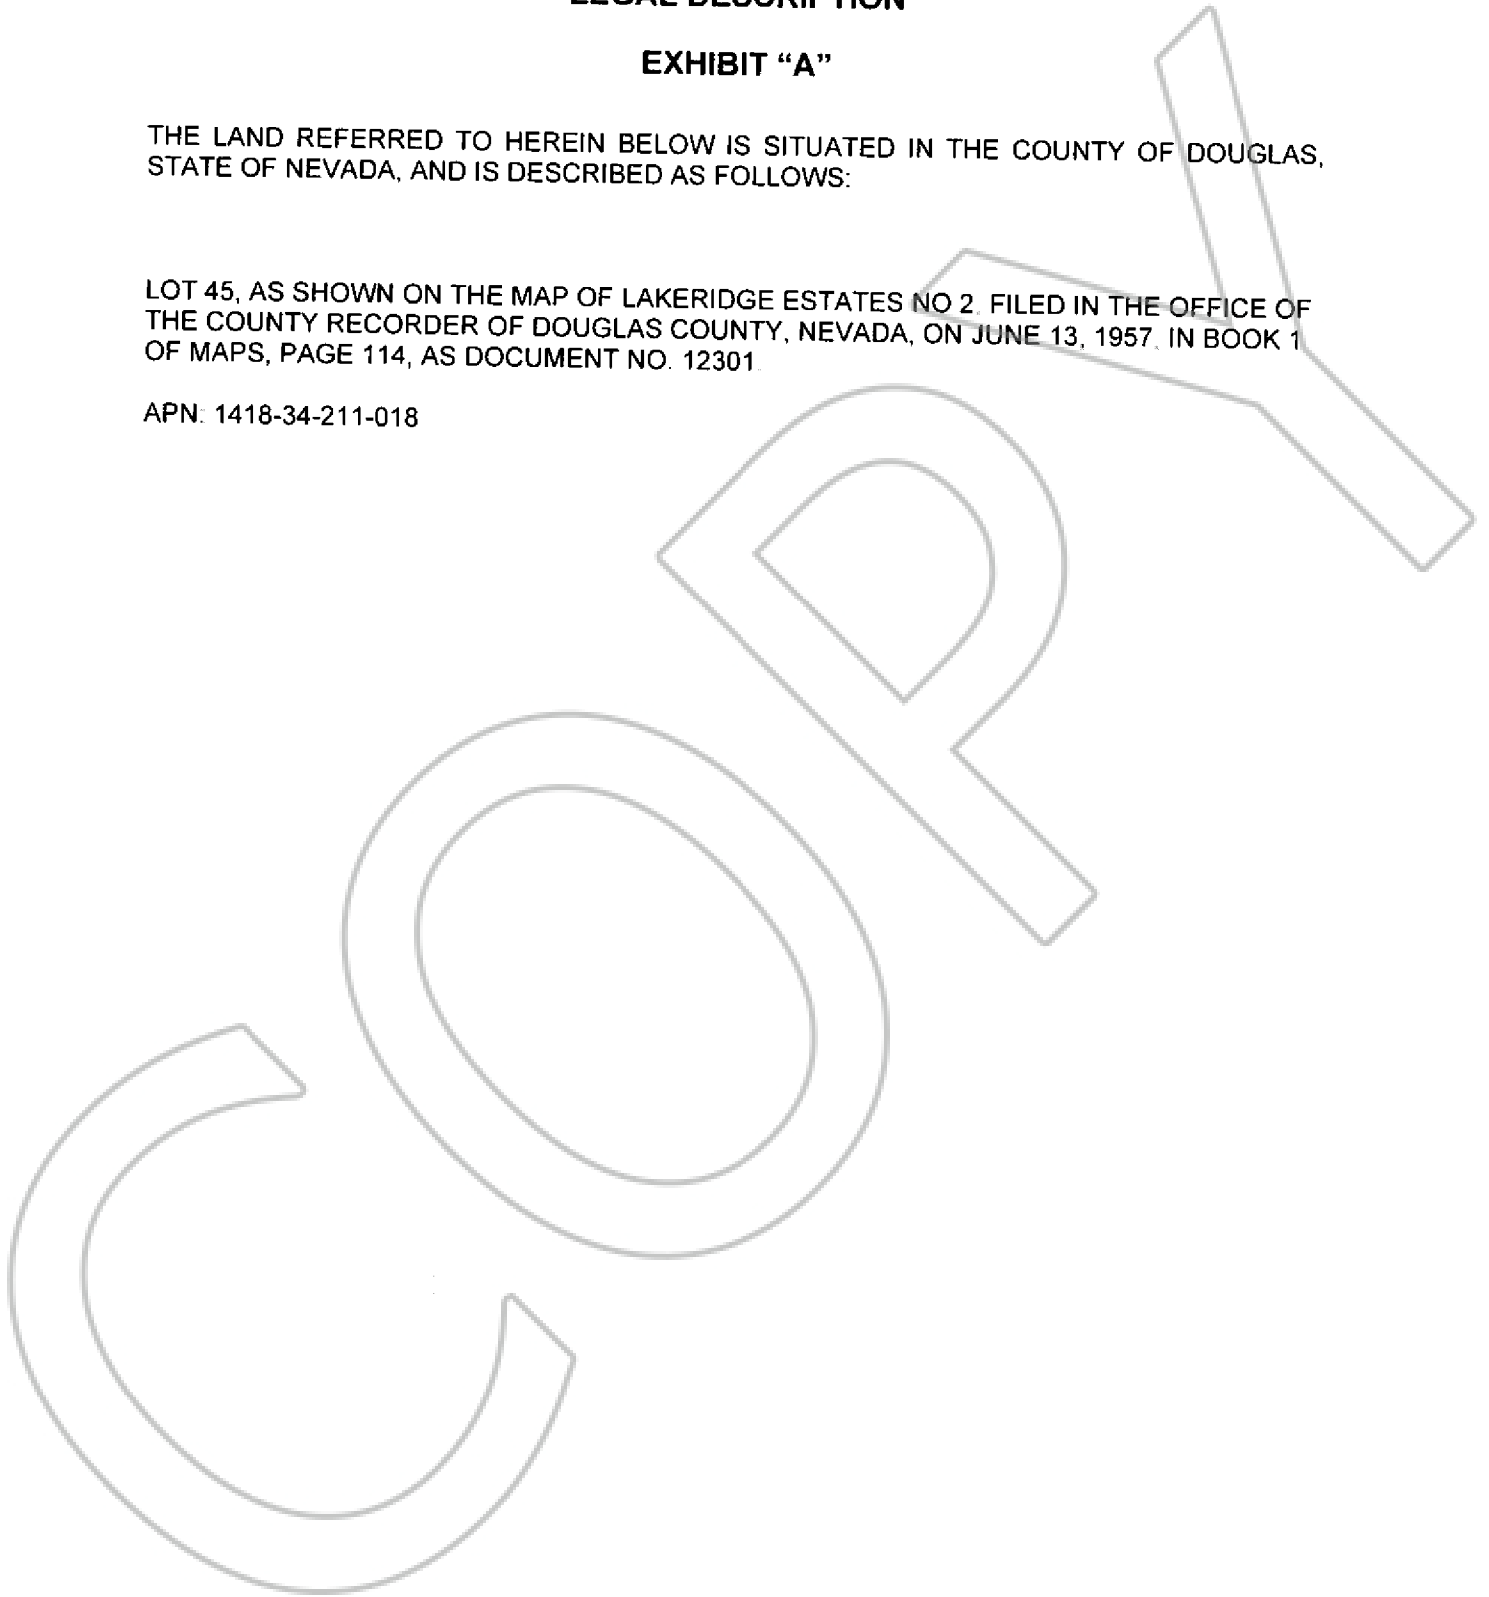 LEGAL DESCRIPTION
EXHIBIT “A”
THE LAND REFERRED TO HEREIN BELOW IS SITUATED IN THE COUNTY OF DOUGLAS,
STATE OF NEVADA, AND IS DESCRIBED AS FOLLOWS:
LOT 45, AS SHOWN ON THE MAP OF LAKERIDGE ESTATES NO 2. FILED IN THE OFFICE OF
THE COUNTY RECORDER OF DOUGLAS COUNTY, NEVADA, ON JUNE 13, 1957. IN BOOK 1
OF MAPS, PAGE 114, AS DOCUMENT NO. 12301.
APN: 1418-34-211-018
COPY